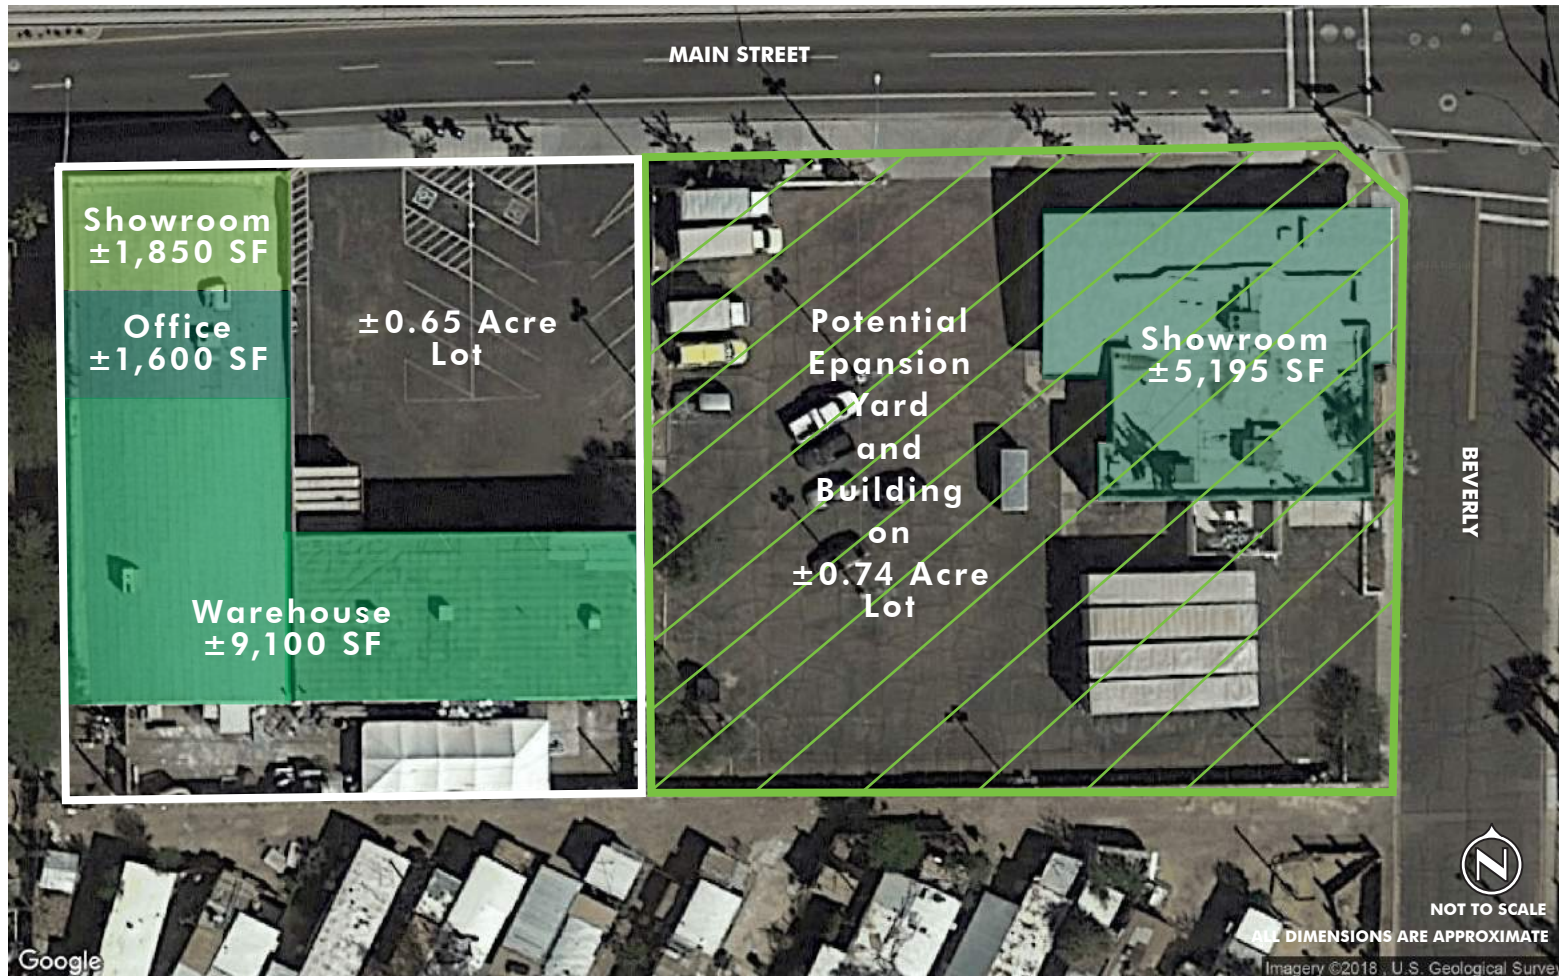 MAIN STREET
Showroom
±1,850 SF
Office
±1,600 SF
±0.65 Acre
Lot
Warehouse
±9,100 SF
Potential
Epansion
Yard
and
Building
on
±0.74 Acre
Lot
Showroom
±5,195 SF
BEVERLY
N
NOT TO SCALE
ALL DIMENSIONS ARE APPROXIMATE
Google
Imagery ©2018 , U.S. Geological Surve